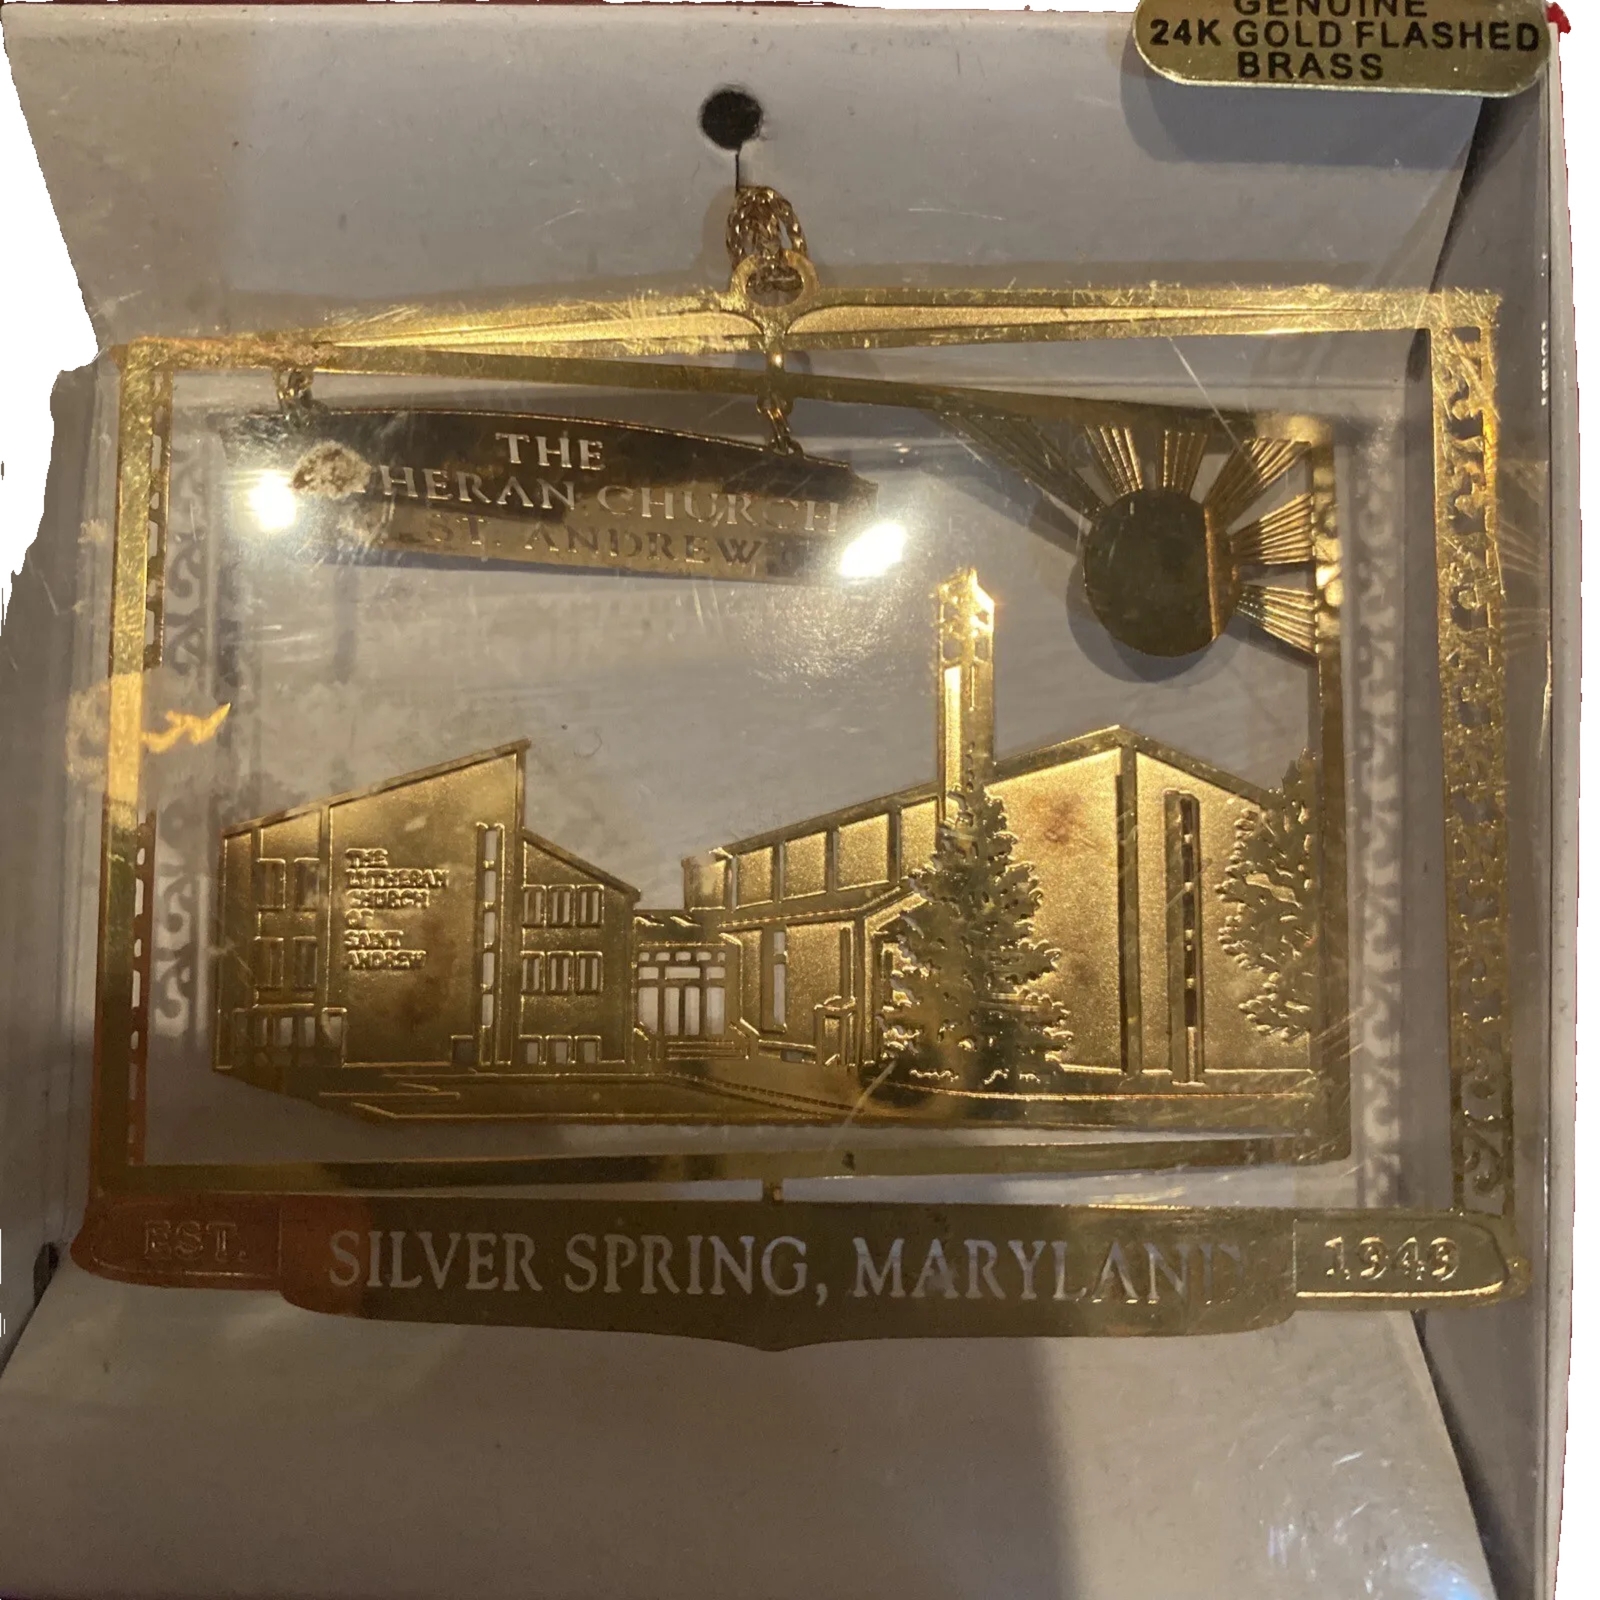 GENUINE
24K GOLD FLASHED
BRASS
THE
HERAN CHURCH
ST. ANDREW
THE
LUTHERAN
CHURCH
OF
SAINT
ANDREW
EST. SILVER SPRING, MARYLAND 1949